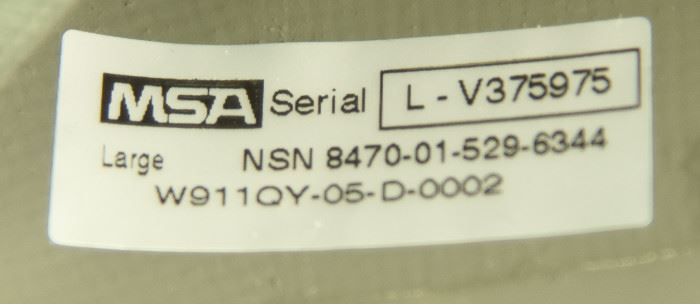 MSA Serial L - V375975
Large NSN 8470-01-529-6344
W911QY-05-D-0002